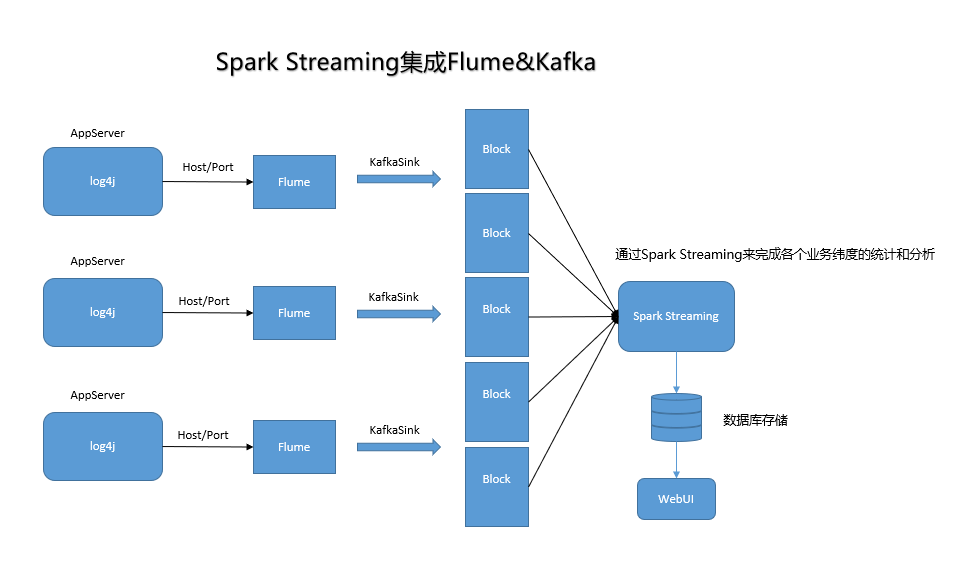 Spark Streaming集成Flume&Kafka
AppServer
log4j
Host/Port
Flume
KafkaSink
AppServer
log4j
Host/Port
Flume
KafkaSink
AppServer
log4j
Host/Port
Flume
KafkaSink
Block
Block
Block
Block
Block
通过Spark Streaming来完成各个业务纬度的统计和分析
Spark Streaming
数据库存储
WebUI